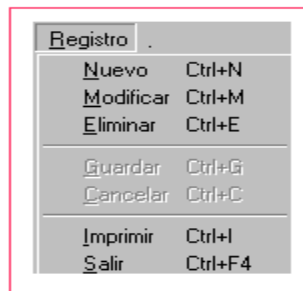 Registro .
Nuevo Ctrl+N
Modificar Ctrl+M
Eliminar Ctrl+E
Guardar Ctrl+G
Cancelar Ctrl+C
Imprimir Ctrl+I
Salir Ctrl+F4